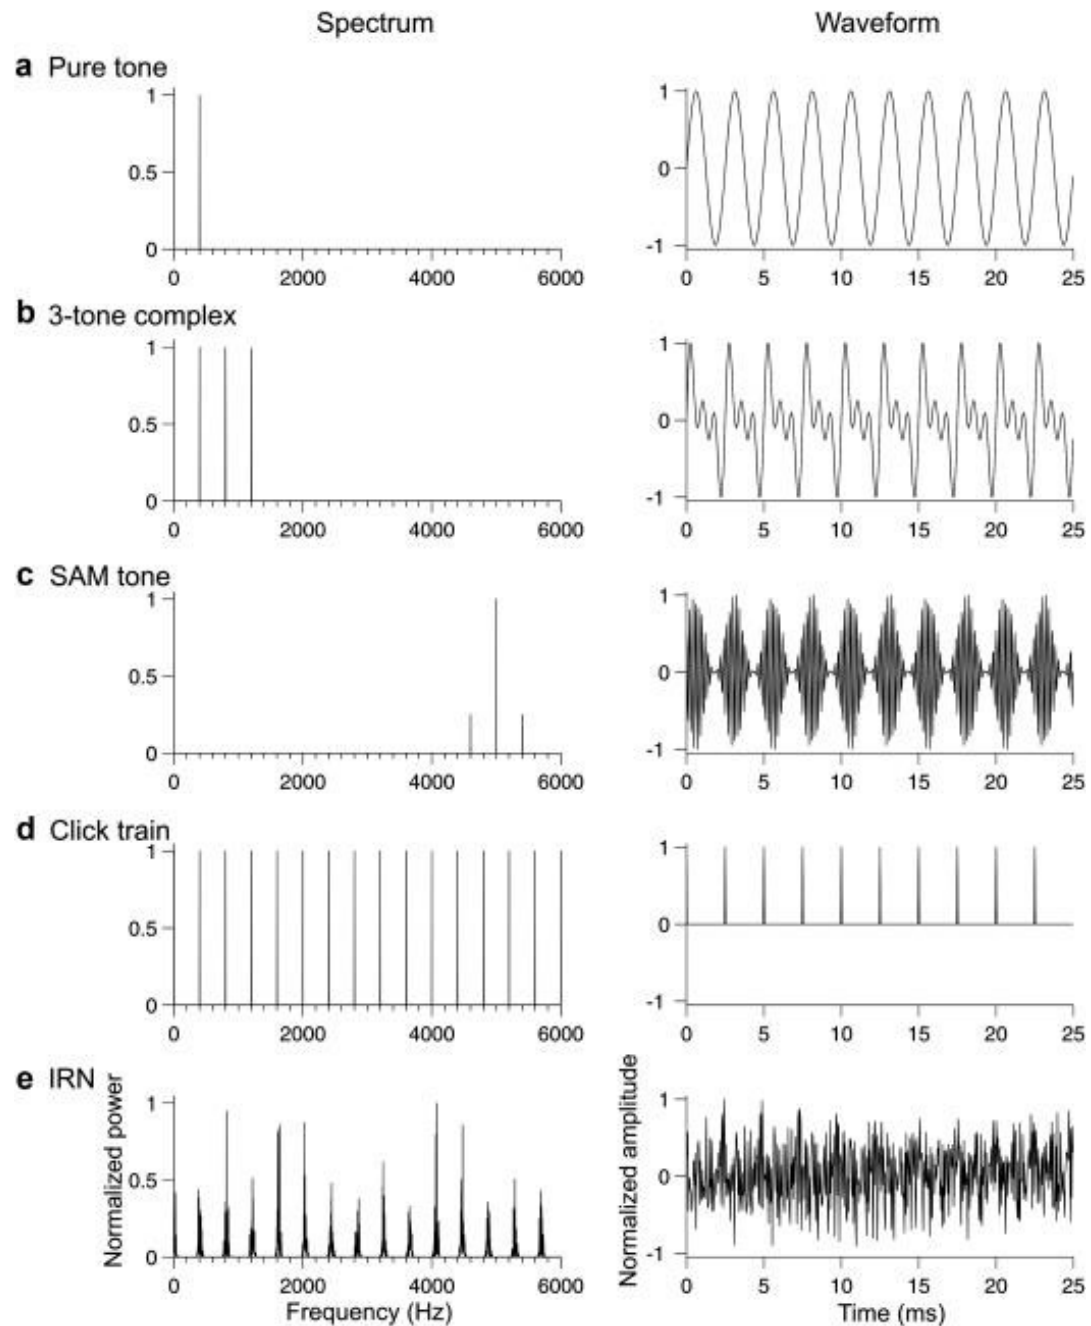 Spectrum Waveform
a Pure tone
1 1
0.5 0
0 -1
0 2000 4000 6000 0 5 10 15 20 25
b 3-tone complex
1 1
0.5 0
0 -1
0 2000 4000 6000 0 5 10 15 20 25
c SAM tone
1 1
0.5 0
0 -1
0 2000 4000 6000 0 5 10 15 20 25
d Click train
1 1
0.5 0
0 -1
0 2000 4000 6000 0 5 10 15 20 25
e IRN
Normalized power
1
0.5
0
0 2000 4000 6000
Frequency (Hz)
Normalized amplitude
1
0
-1
0 5 10 15 20 25
Time (ms)